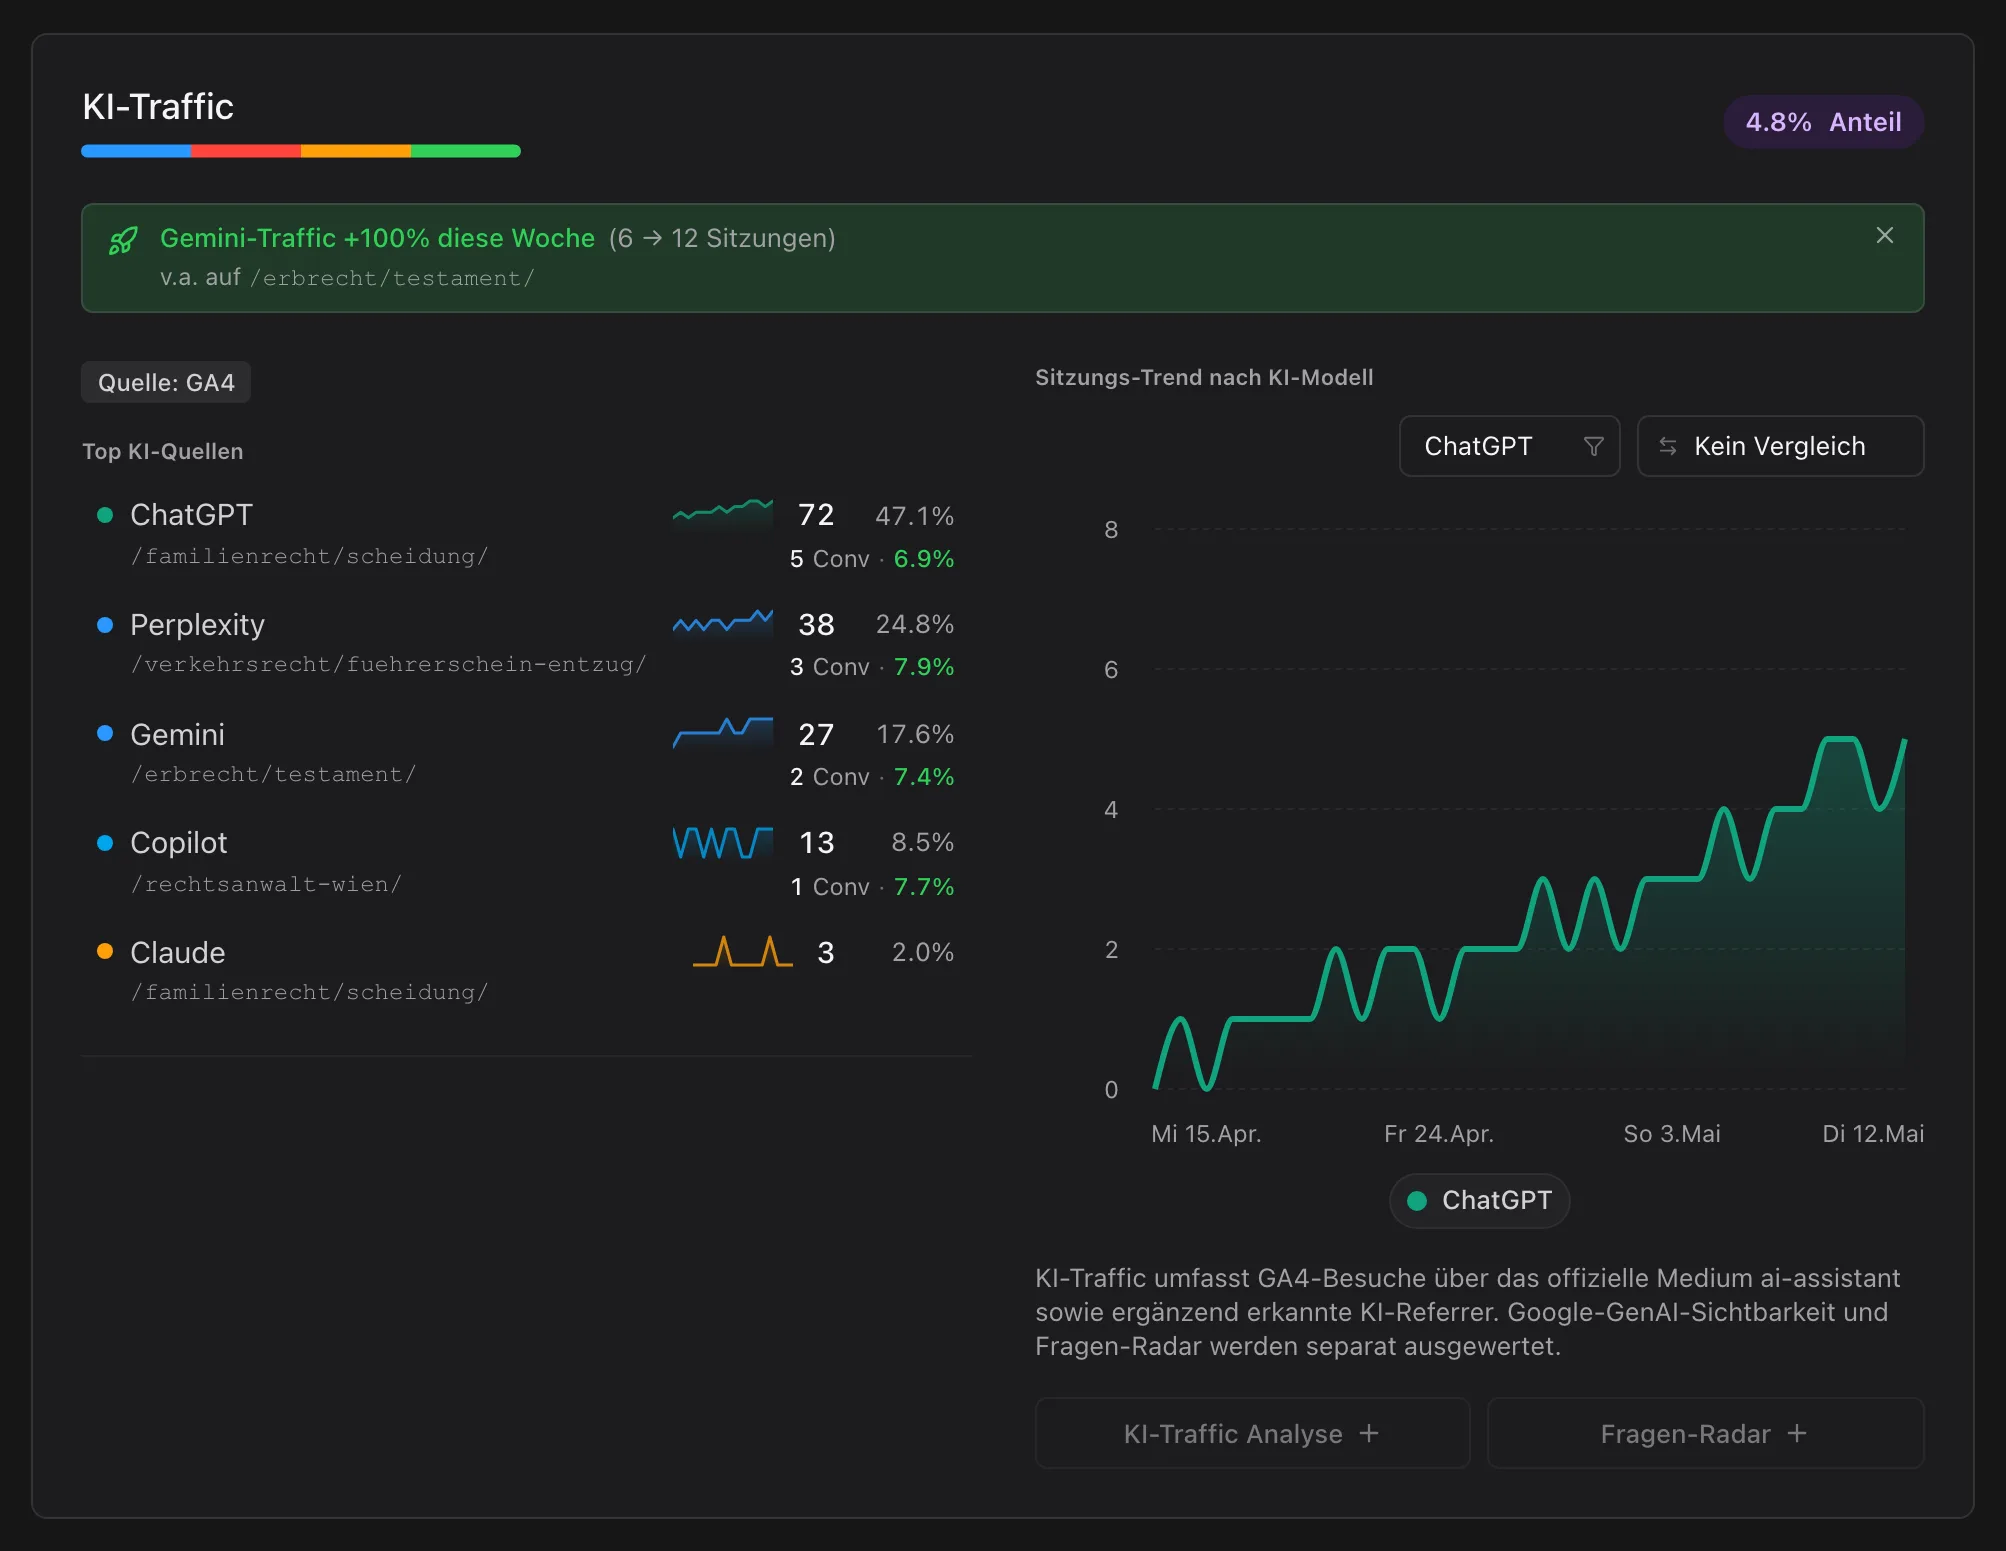 KI-Traffic
4.8% Anteil
Gemini-Traffic +100% diese Woche (6 → 12 Sitzungen)
v.a. auf /erbrecht/testament/
Quelle: GA4
Top KI-Quellen
ChatGPT 72 47.1%
/familienrecht/scheidung/ 5 Conv · 6.9%
Perplexity 38 24.8%
/verkehrsrecht/fuehrerschein-entzug/ 3 Conv · 7.9%
Gemini 27 17.6%
/erbrecht/testament/ 2 Conv · 7.4%
Copilot 13 8.5%
/rechtsanwalt-wien/ 1 Conv · 7.7%
Claude 3 2.0%
/familienrecht/scheidung/
Sitzungs-Trend nach KI-Modell
ChatGPT Kein Vergleich
8
6
4
2
0
Mi 15.Apr. Fr 24.Apr. So 3.Mai Di 12.Mai
ChatGPT
KI-Traffic umfasst GA4-Besuche über das offizielle Medium ai-assistant
sowie ergänzend erkannte KI-Referrer. Google-GenAI-Sichtbarkeit und
Fragen-Radar werden separat ausgewertet.
KI-Traffic Analyse + Fragen-Radar +